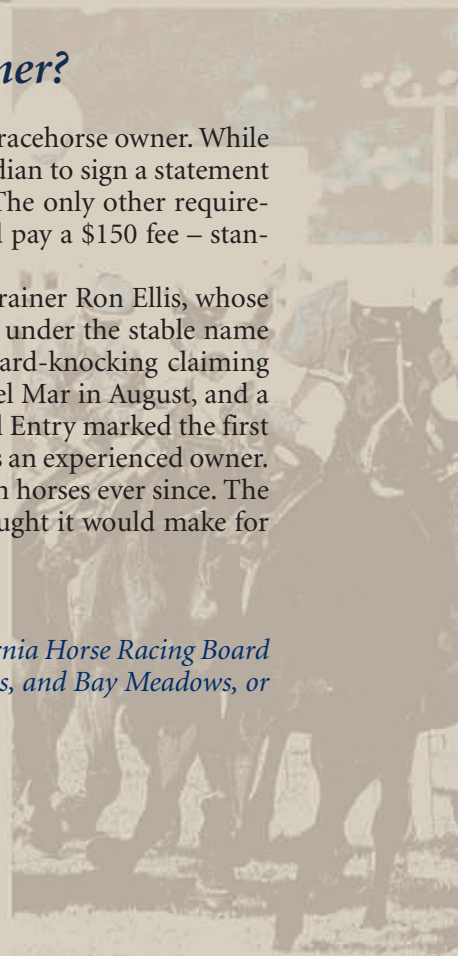 ner?
racehorse owner. While
dian to sign a statement
The only other require-
d pay a $150 fee – stan-
rainer Ron Ellis, whose
under the stable name
ard-knocking claiming
el Mar in August, and a
l Entry marked the first
s an experienced owner.
n horses ever since. The
ught it would make for
rnia Horse Racing Board
s, and Bay Meadows, or